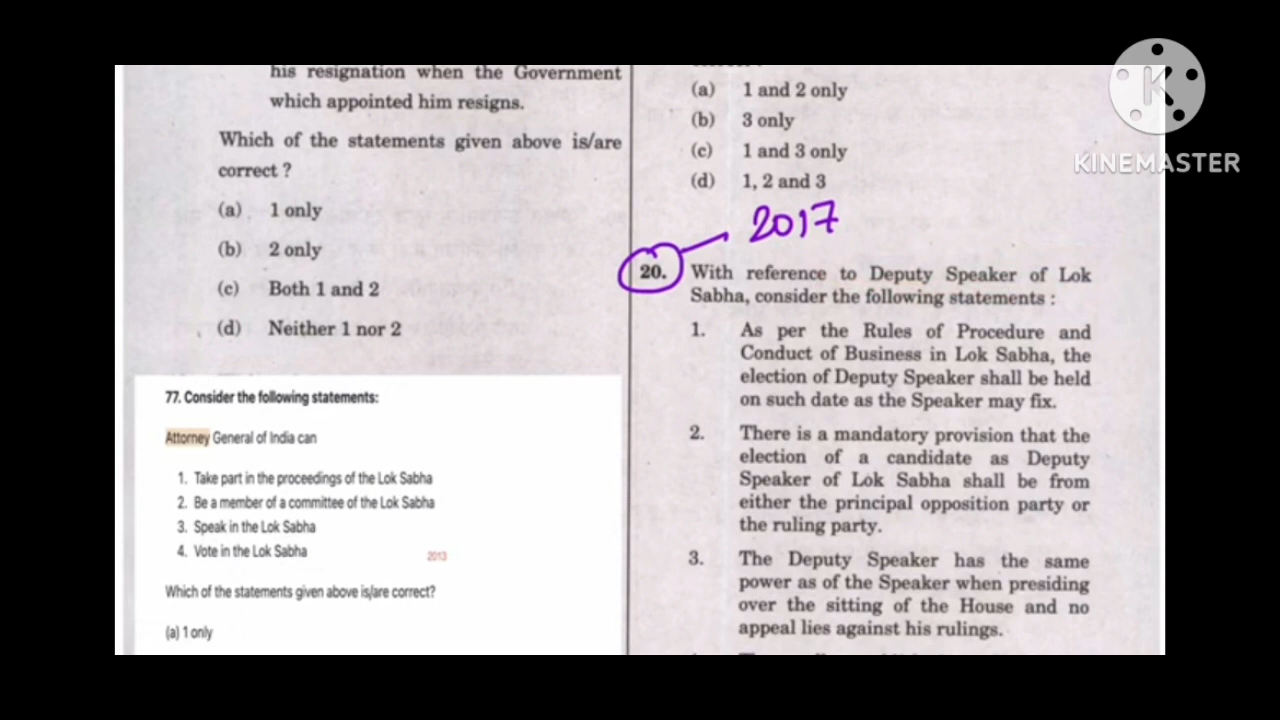 his resignation when the Government
which appointed him resigns.
Which of the statements given above is/are
correct ?
(a) 1 only
(b) 2 only
(c) Both 1 and 2
(d) Neither 1 nor 2
77. Consider the following statements:
Attorney General of India can
1. Take part in the proceedings of the Lok Sabha
2. Be a member of a committee of the Lok Sabha
3. Speak in the Lok Sabha
4. Vote in the Lok Sabha
2013
Which of the statements given above is/are correct?
(a) 1 only
(a) 1 and 2 only
(b) 3 only
(c) 1 and 3 only
(d) 1, 2 and 3
2017
20. With reference to Deputy Speaker of Lok
Sabha, consider the following statements :
1. As per the Rules of Procedure and
Conduct of Business in Lok Sabha, the
election of Deputy Speaker shall be held
on such date as the Speaker may fix.
2. There is a mandatory provision that the
election of a candidate as Deputy
Speaker of Lok Sabha shall be from
either the principal opposition party or
the ruling party.
3. The Deputy Speaker has the same
power as of the Speaker when presiding
over the sitting of the House and no
appeal lies against his rulings.
K
KINEMASTER